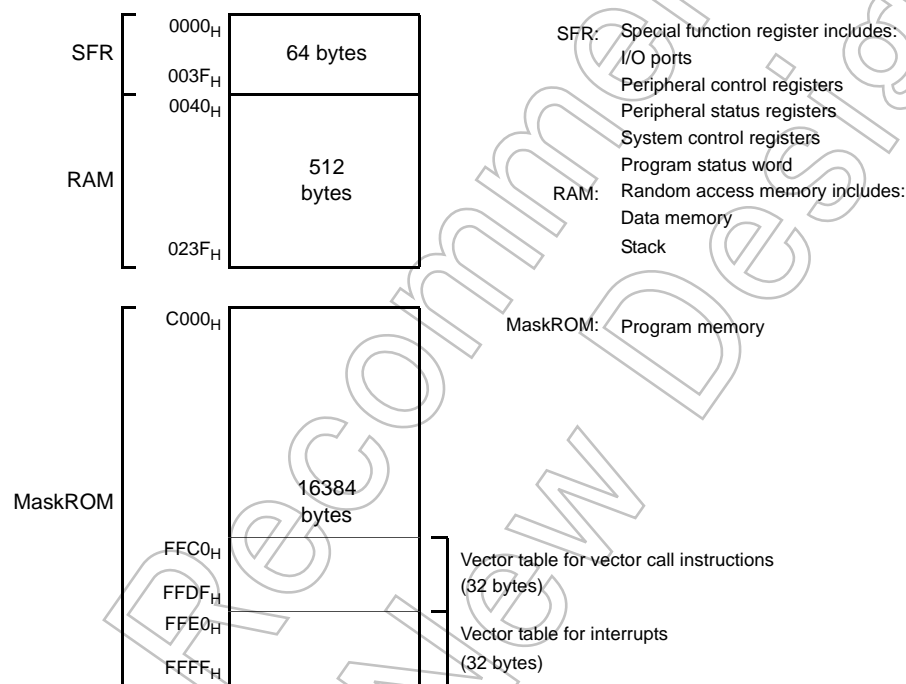 0000H
SFR
64 bytes
003FH
0040H
RAM
512
bytes
023FH
SFR: Special function register includes:
I/O ports
Peripheral control registers
Peripheral status registers
System control registers
Program status word
RAM: Random access memory includes:
Data memory
Stack
C000H
MaskROM: Program memory
MaskROM
16384
bytes
FFC0H
Vector table for vector call instructions
(32 bytes)
FFDFH
FFE0H
Vector table for interrupts
(32 bytes)
FFFFH
Recommen
New Desig